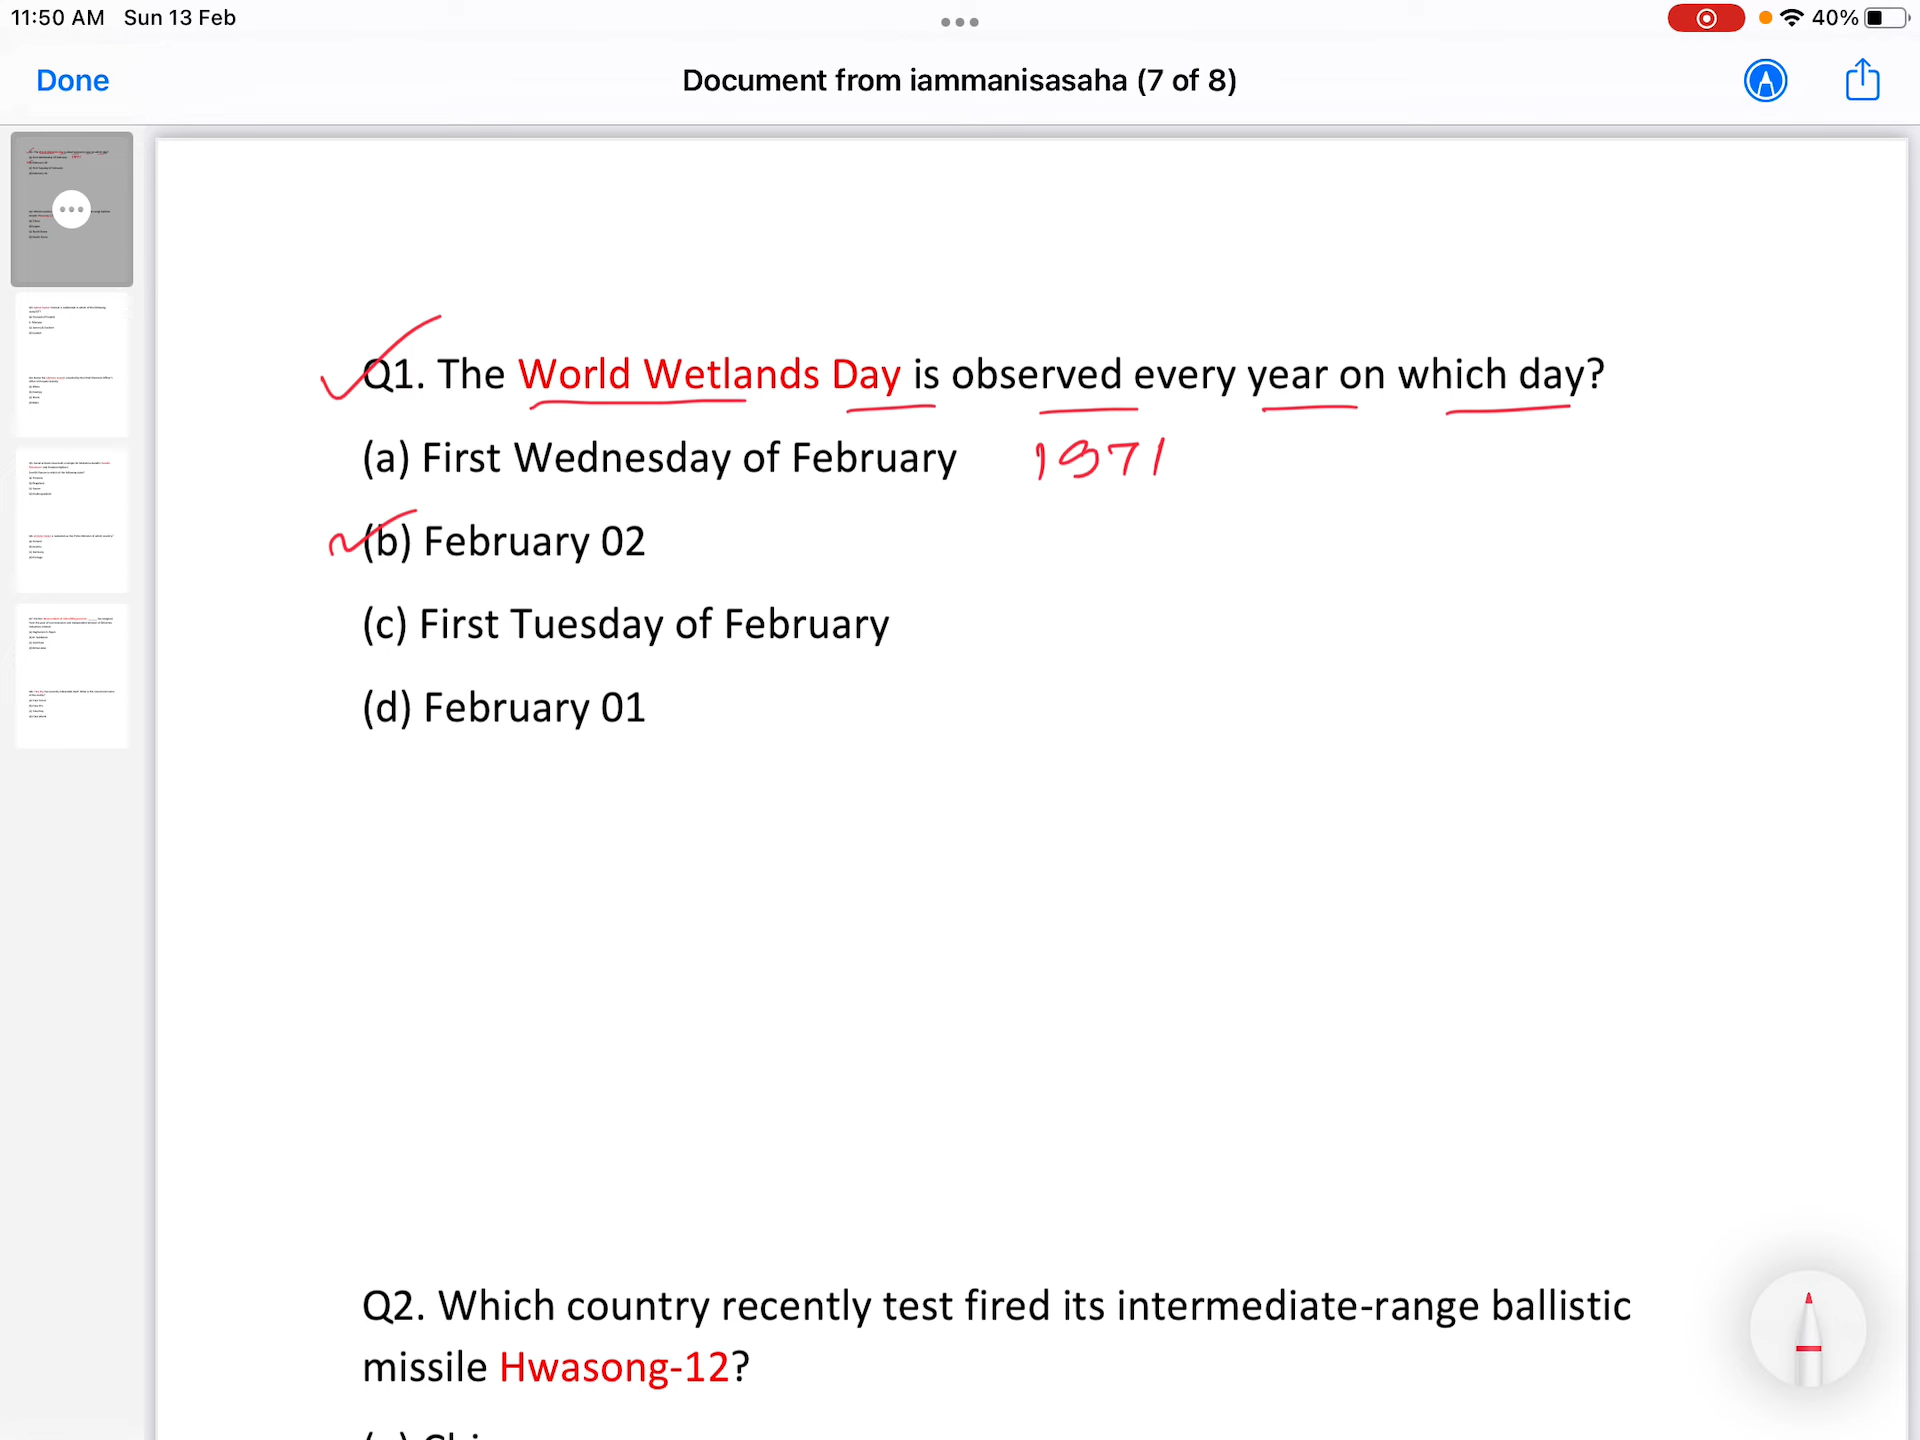 11:50 AM Sun 13 Feb
40%
Done
Document from iammanisasaha (7 of 8)
Q1. The World Wetlands Day is observed every year on which day?
(a) First Wednesday of February 1971
(b) February 02
(c) First Tuesday of February
(d) February 01
Q2. Which country recently test fired its intermediate-range ballistic
missile Hwasong-12?